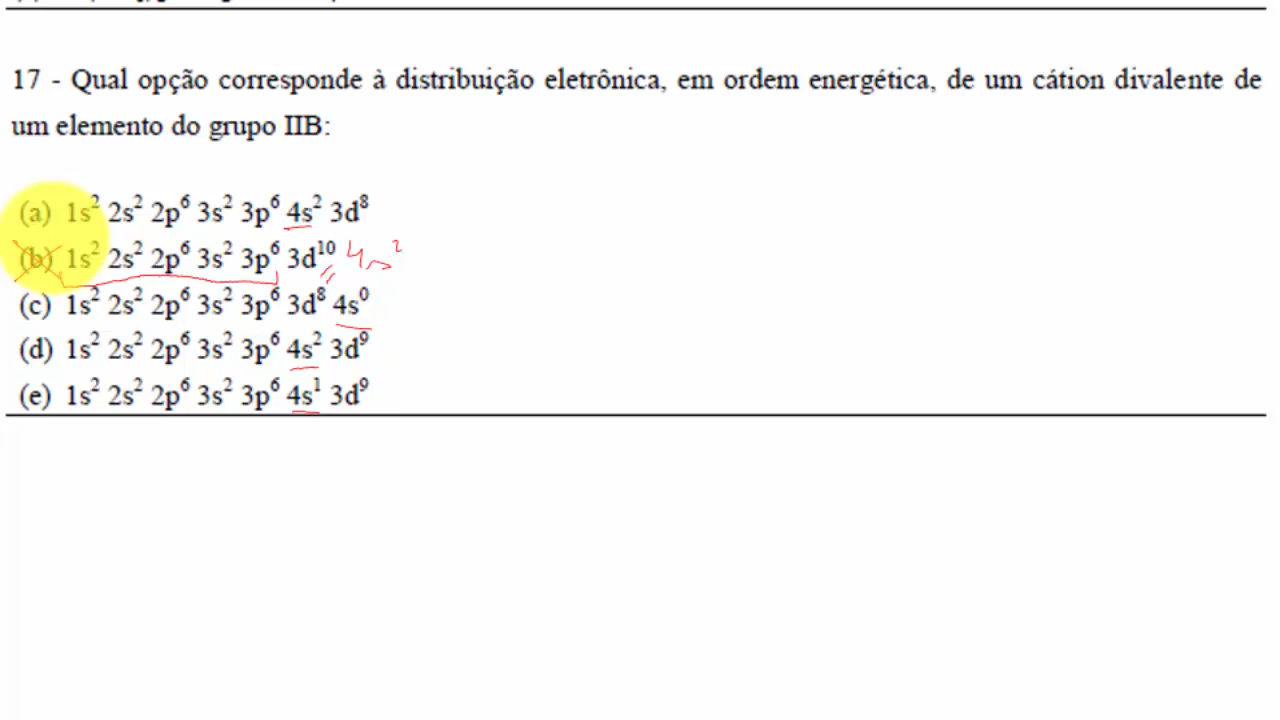 17 - Qual opção corresponde à distribuição eletrônica, em ordem energética, de um cátion divalente de
um elemento do grupo IIB:
(a) 1s² 2s² 2p⁶ 3s² 3p⁶ 4s² 3d⁸
(b) 1s² 2s² 2p⁶ 3s² 3p⁶ 3d¹⁰ 4s²
(c) 1s² 2s² 2p⁶ 3s² 3p⁶ 3d⁸ 4s⁰
(d) 1s² 2s² 2p⁶ 3s² 3p⁶ 4s² 3d⁹
(e) 1s² 2s² 2p⁶ 3s² 3p⁶ 4s¹ 3d⁹